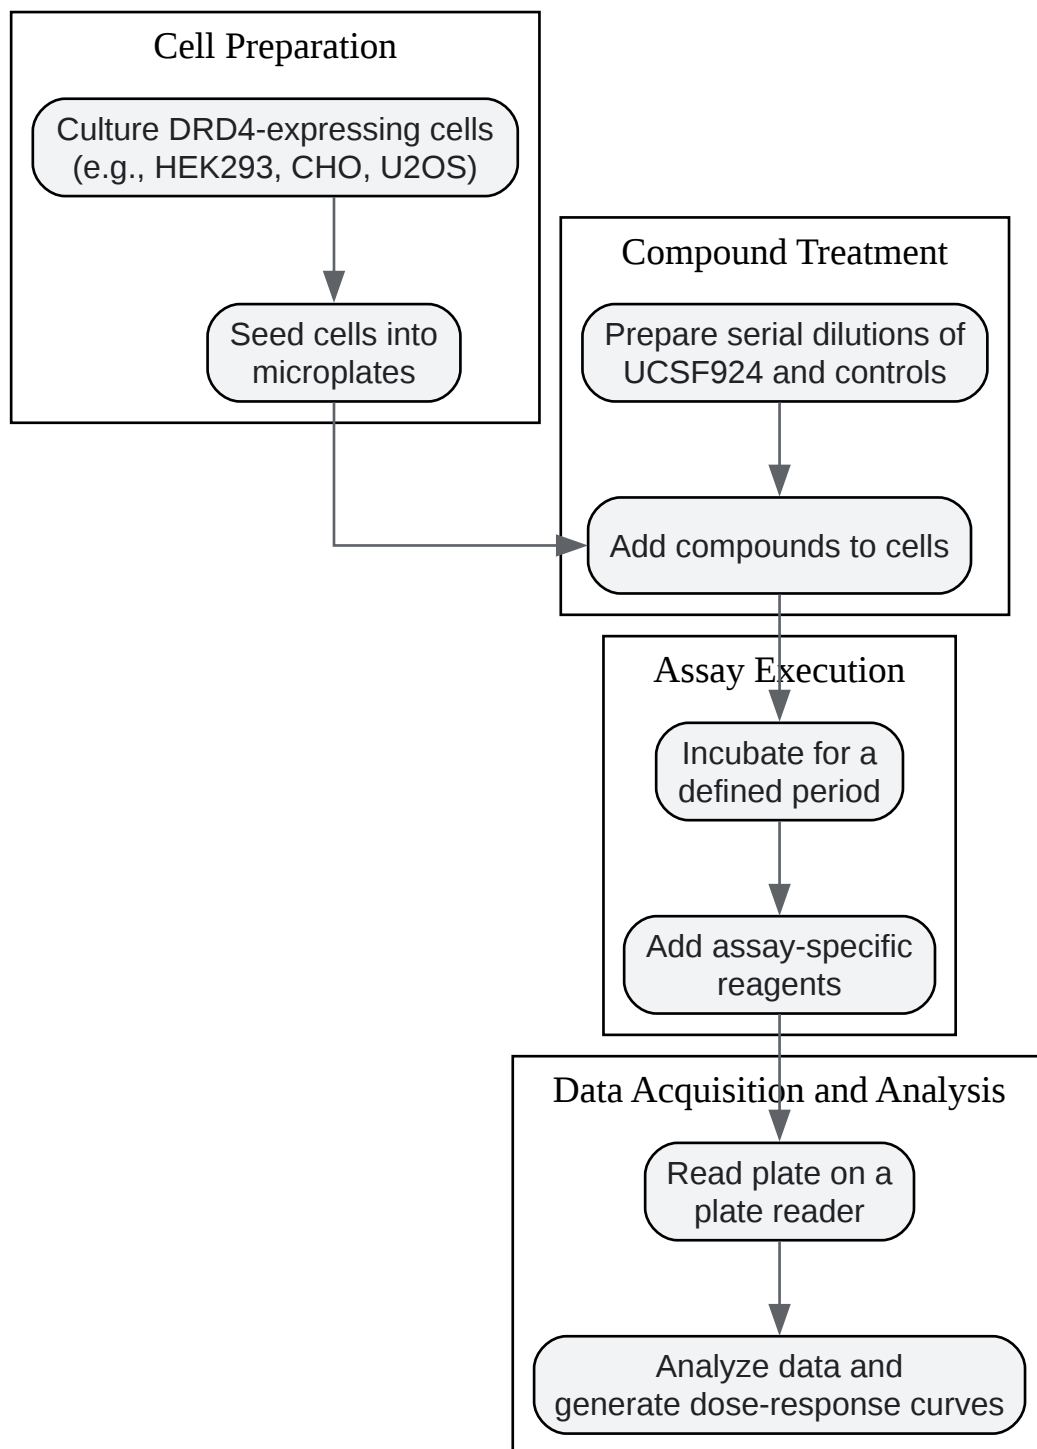 Cell Preparation
Culture DRD4-expressing cells
(e.g., HEK293, CHO, U2OS)
Seed cells into
microplates
Compound Treatment
Prepare serial dilutions of
UCSF924 and controls
Add compounds to cells
Assay Execution
Incubate for a
defined period
Add assay-specific
reagents
Data Acquisition and Analysis
Read plate on a
plate reader
Analyze data and
generate dose-response curves